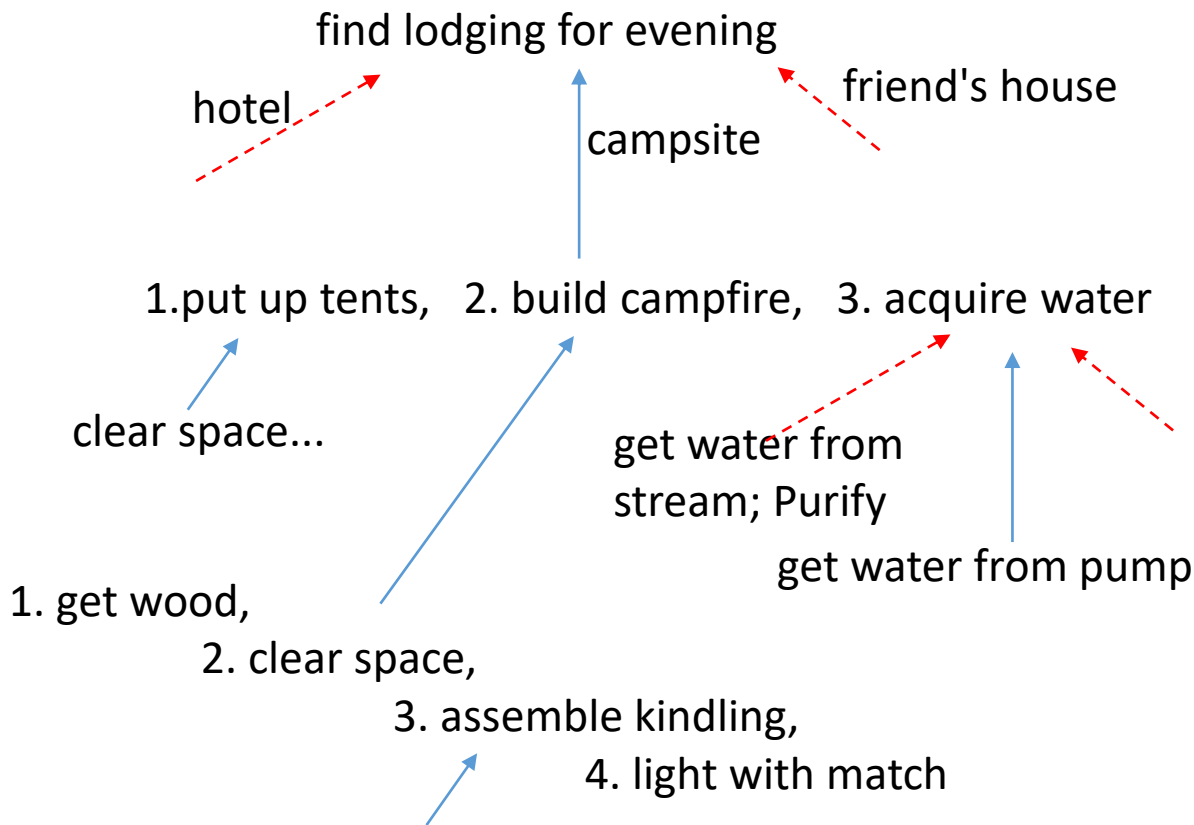 find lodging for evening
hotel
friend's house
campsite
1.put up tents, 2. build campfire, 3. acquire water
clear space...
get water from
stream; Purify
get water from pump
1. get wood,
2. clear space,
3. assemble kindling,
4. light with match